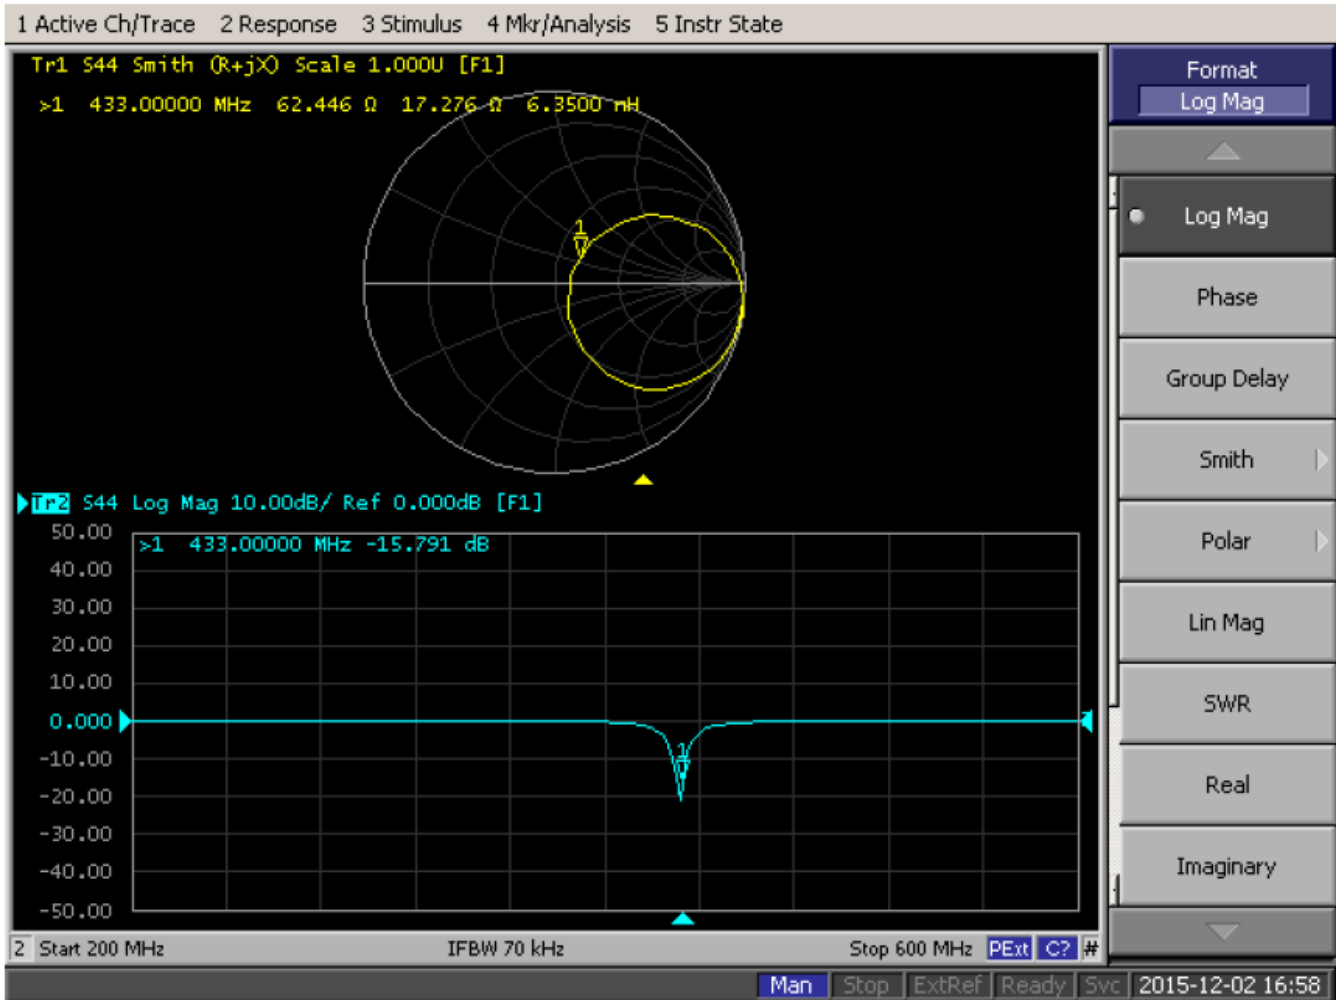 1 Active Ch/Trace 2 Response 3 Stimulus 4 Mkr/Analysis 5 Instr State
Tr1 S44 Smith (R+jX) Scale 1.000U [F1]
>1 433.00000 MHz 62.446 Ω 17.276 Ω 6.3500 nH
1
Tr2 S44 Log Mag 10.00dB/ Ref 0.000dB [F1]
>1 433.00000 MHz -15.791 dB
50.00
40.00
30.00
20.00
10.00
0.000
-10.00
-20.00
-30.00
-40.00
-50.00
1
2 Start 200 MHz IFBW 70 kHz Stop 600 MHz PExt C? #
Format
Log Mag
Log Mag
Phase
Group Delay
Smith
Polar
Lin Mag
SWR
Real
Imaginary
Man Stop ExtRef Ready Svc 2015-12-02 16:58